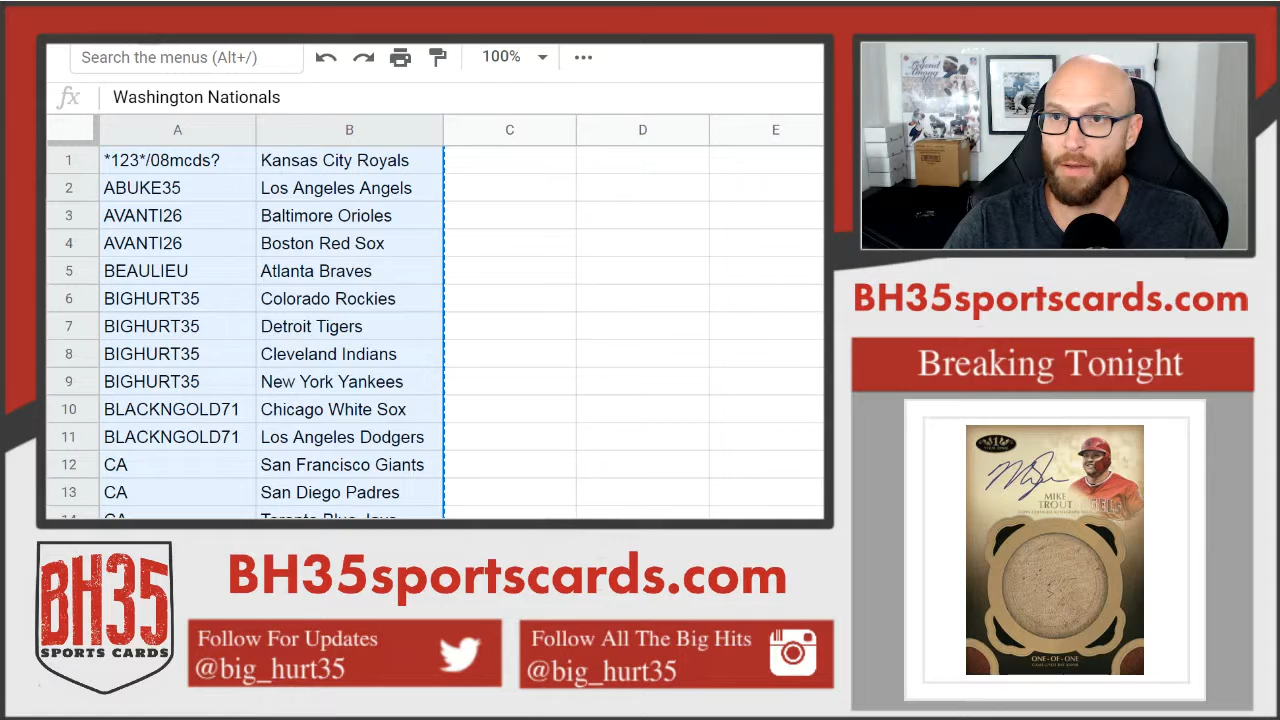 Search the menus (Alt+/)
100%
fx
Washington Nationals
A B C D E
1 *123*/08mcds? Kansas City Royals
2 ABUKE35 Los Angeles Angels
3 AVANTI26 Baltimore Orioles
4 AVANTI26 Boston Red Sox
5 BEAULIEU Atlanta Braves
6 BIGHURT35 Colorado Rockies
7 BIGHURT35 Detroit Tigers
8 BIGHURT35 Cleveland Indians
9 BIGHURT35 New York Yankees
10 BLACKNGOLD71 Chicago White Sox
11 BLACKNGOLD71 Los Angeles Dodgers
12 CA San Francisco Giants
13 CA San Diego Padres
BH35sportscards.com
Breaking Tonight
MIKE
TROUT
ONE-OF-ONE
BH35
SPORTS CARDS
BH35sportscards.com
Follow For Updates
@big_hurt35
Follow All The Big Hits
@big_hurt35